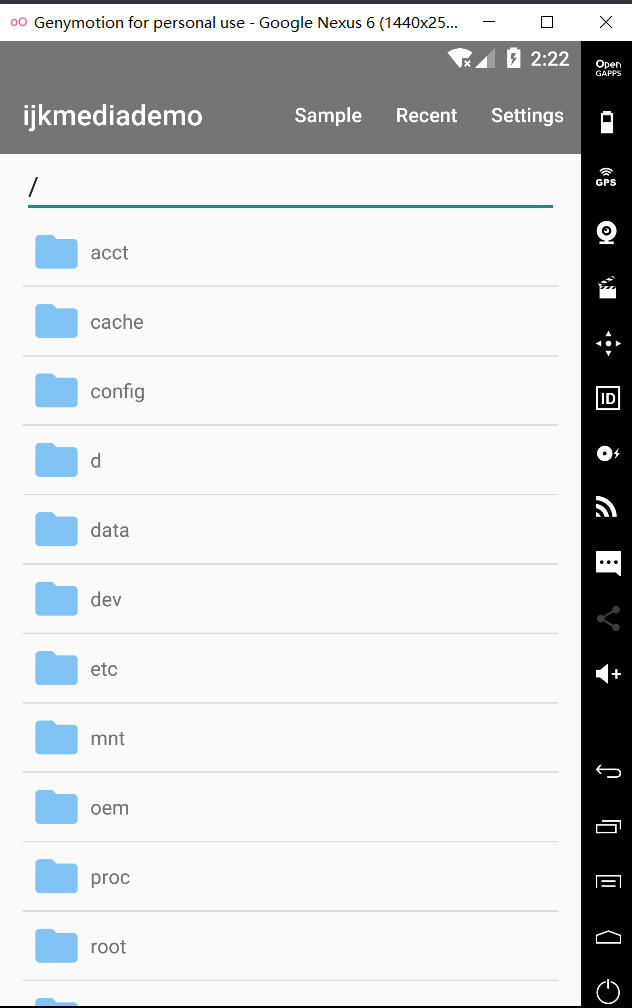 Genymotion for personal use - Google Nexus 6 (1440x25...
2:22
Open
GAPPS
ijkmediademo Sample Recent Settings
GPS
/
acct
cache
config
ID
d
data
dev
etc
mnt
oem
proc
root